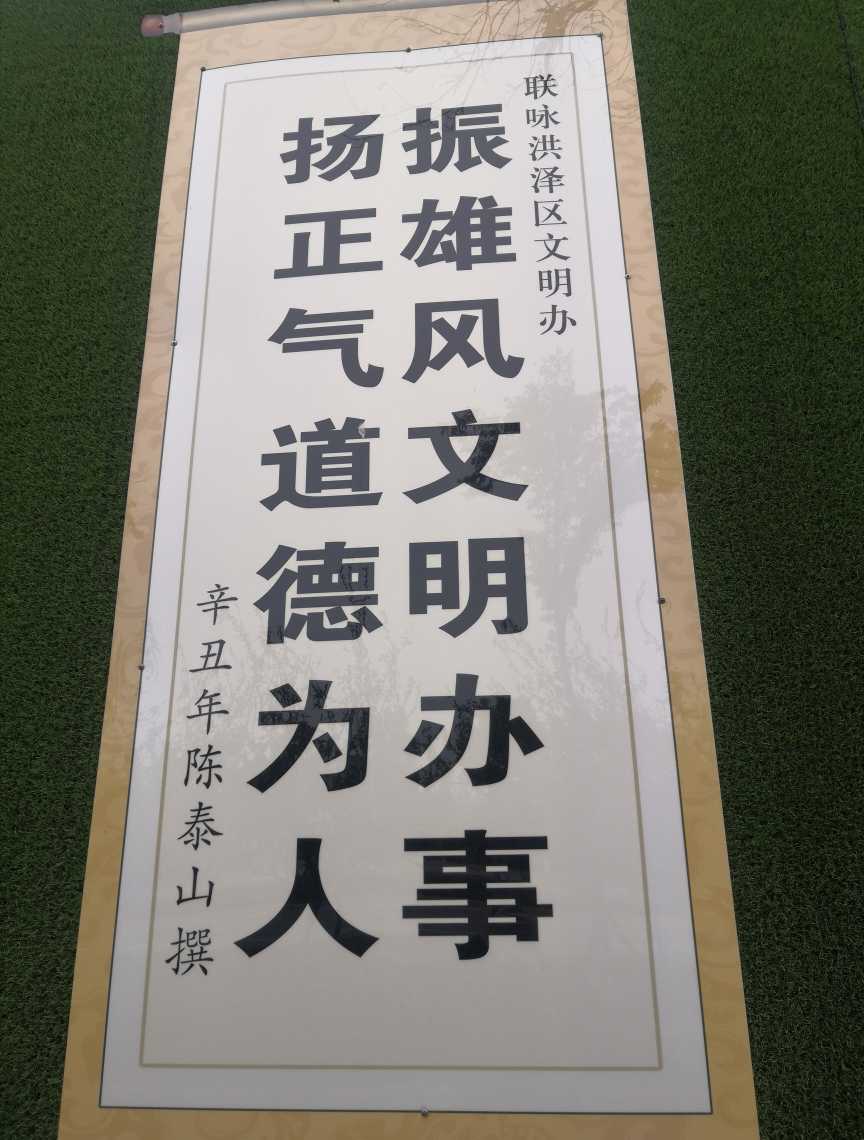 联咏洪泽区文明办
振雄风文明办事
扬正气道德为人
辛丑年陈泰山撰